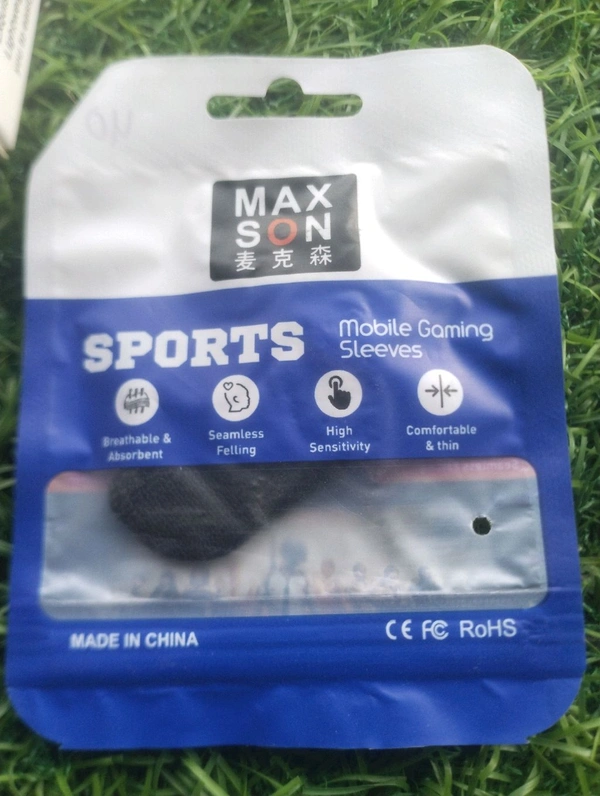 MAX
SON
麦克森
SPORTS
Mobile Gaming
Sleeves
Breathable &
Absorbent
Seamless
Felling
High
Sensitivity
Comfortable
& thin
MADE IN CHINA
CE FC RoHS